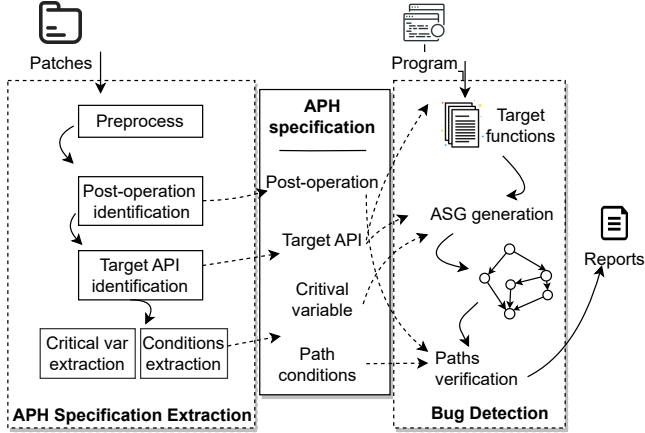 Patches
Preprocess
Post-operation
identification
Target API
identification
Critical var
extraction
Conditions
extraction
APH Specification Extraction
APH
specification
Post-operation
Target API
Critival
variable
Path
conditions
Program
Target
functions
ASG generation
Paths
verification
Bug Detection
Reports